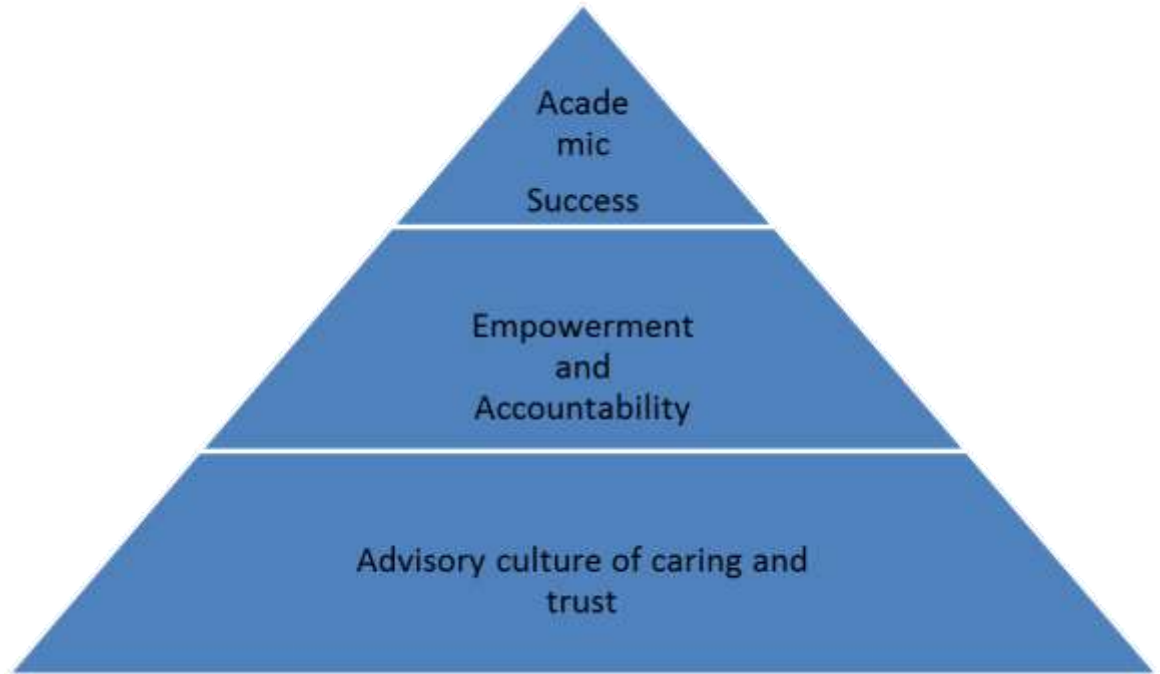 Acade
mic
Success
Empowerment
and
Accountability
Advisory culture of caring and
trust